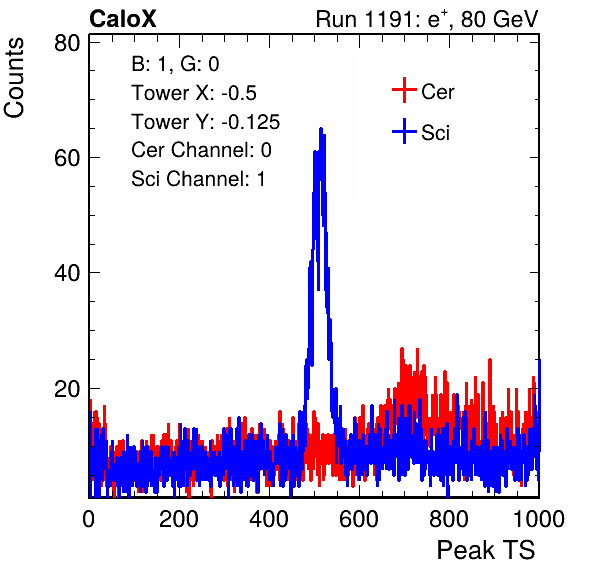 CaloX
Run 1191: e+, 80 GeV
Counts
80
60
40
20
B: 1, G: 0
Tower X: -0.5
Tower Y: -0.125
Cer Channel: 0
Sci Channel: 1
Cer
Sci
0
200
400
600
800
1000
Peak TS